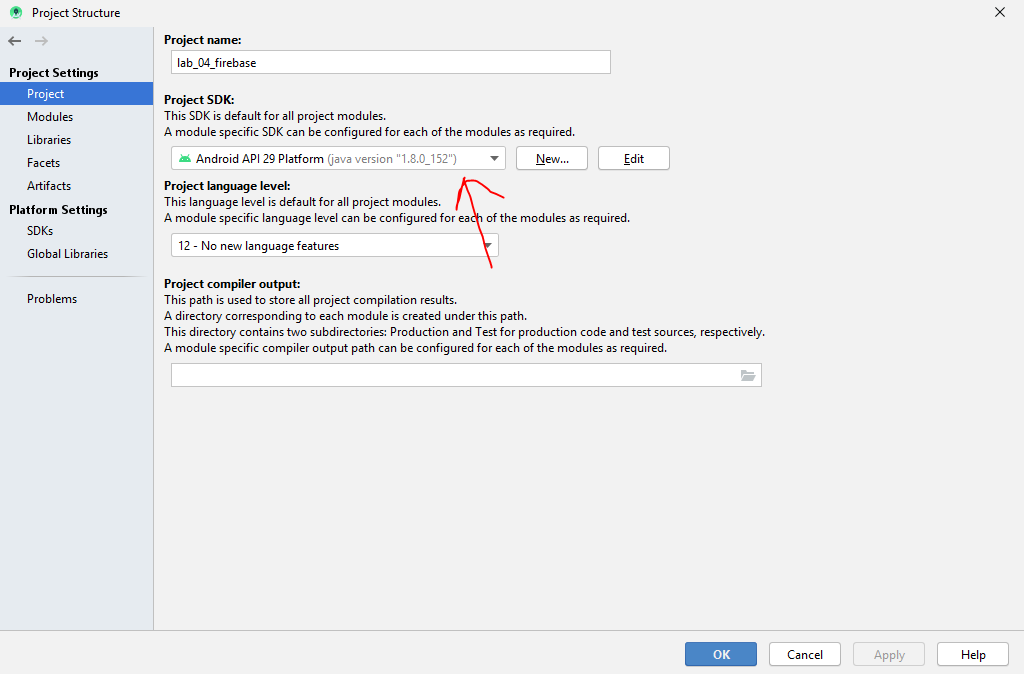 Project Structure
Project Settings
Project
Modules
Libraries
Facets
Artifacts
Platform Settings
SDKs
Global Libraries
Problems
Project name:
lab_04_firebase
Project SDK:
This SDK is default for all project modules.
A module specific SDK can be configured for each of the modules as required.
Android API 29 Platform (java version "1.8.0_152")
New...
Edit
Project language level:
This language level is default for all project modules.
A module specific language level can be configured for each of the modules as required.
12 - No new language features
Project compiler output:
This path is used to store all project compilation results.
A directory corresponding to each module is created under this path.
This directory contains two subdirectories: Production and Test for production code and test sources, respectively.
A module specific compiler output path can be configured for each of the modules as required.
OK
Cancel
Apply
Help